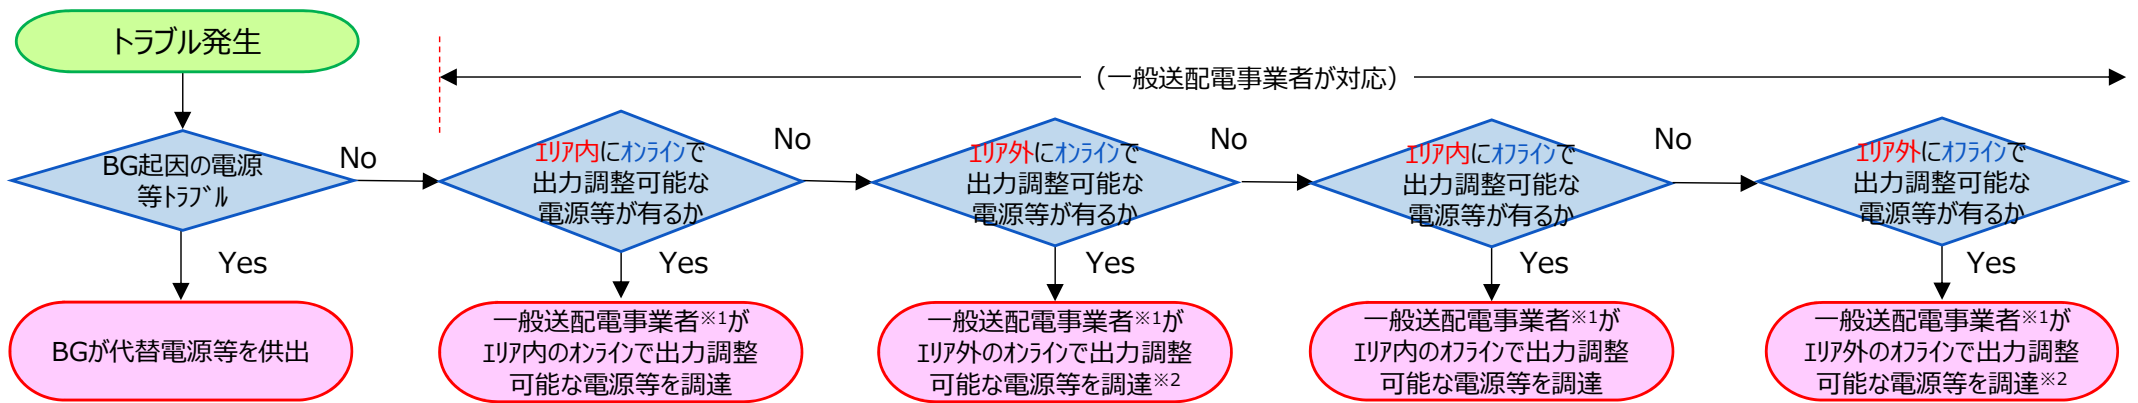 トラブル発生
（一般送配電事業者が対応）
BG起因の電源
等ﾄﾗﾌﾞﾙ
No
Yes
BGが代替電源等を供出
ｴﾘｱ内にｵﾝﾗｲﾝで
出力調整可能な
電源等が有るか
No
Yes
一般送配電事業者※1が
ｴﾘｱ内のｵﾝﾗｲﾝで出力調整
可能な電源等を調達
ｴﾘｱ外にｵﾝﾗｲﾝで
出力調整可能な
電源等が有るか
No
Yes
一般送配電事業者※1が
ｴﾘｱ外のｵﾝﾗｲﾝで出力調整
可能な電源等を調達※2
ｴﾘｱ内にｵﾌﾗｲﾝで
出力調整可能な
電源等が有るか
No
Yes
一般送配電事業者※1が
ｴﾘｱ内のｵﾌﾗｲﾝで出力調整
可能な電源等を調達
ｴﾘｱ外にｵﾌﾗｲﾝで
出力調整可能な
電源等が有るか
Yes
一般送配電事業者※1が
ｴﾘｱ外のｵﾌﾗｲﾝで出力調整
可能な電源等を調達※2